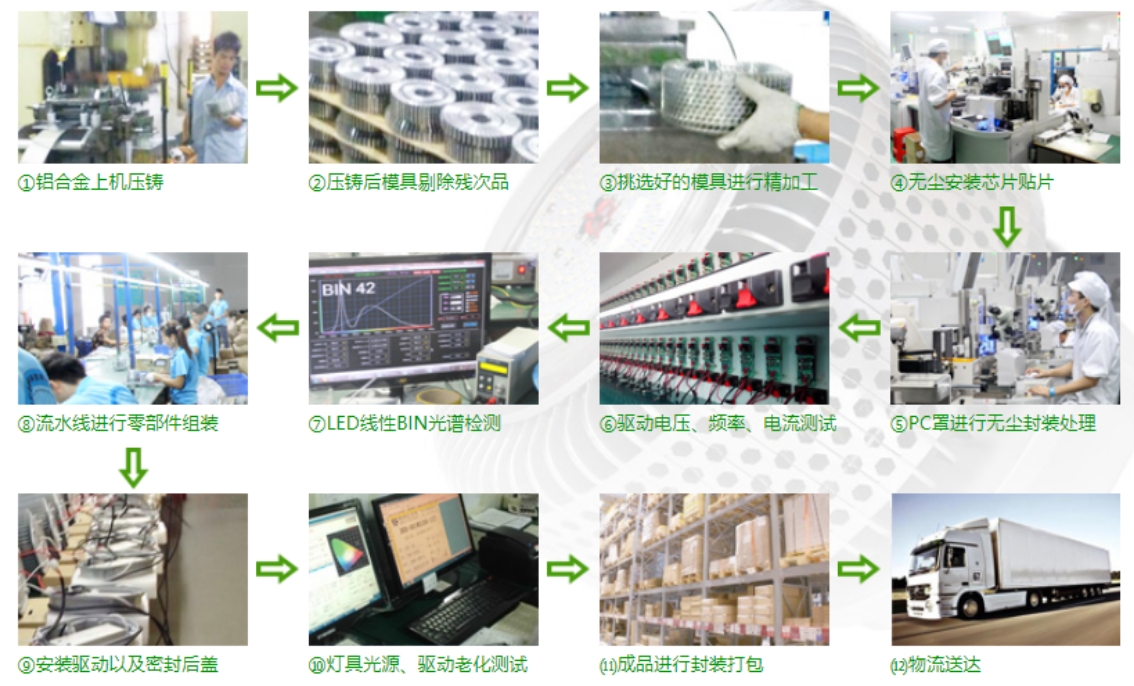 ①铝合金上机压铸
②压铸后模具剔除残次品
③挑选好的模具进行精加工
④无尘安装芯片贴片
⑤PC罩进行无尘封装处理
⑥驱动电压、频率、电流测试
BIN 42
⑦LED线性BIN光谱检测
⑧流水线进行零部件组装
⑨安装驱动以及密封后盖
⑩灯具光源、驱动老化测试
⑾成品进行封装打包
⑿物流送达